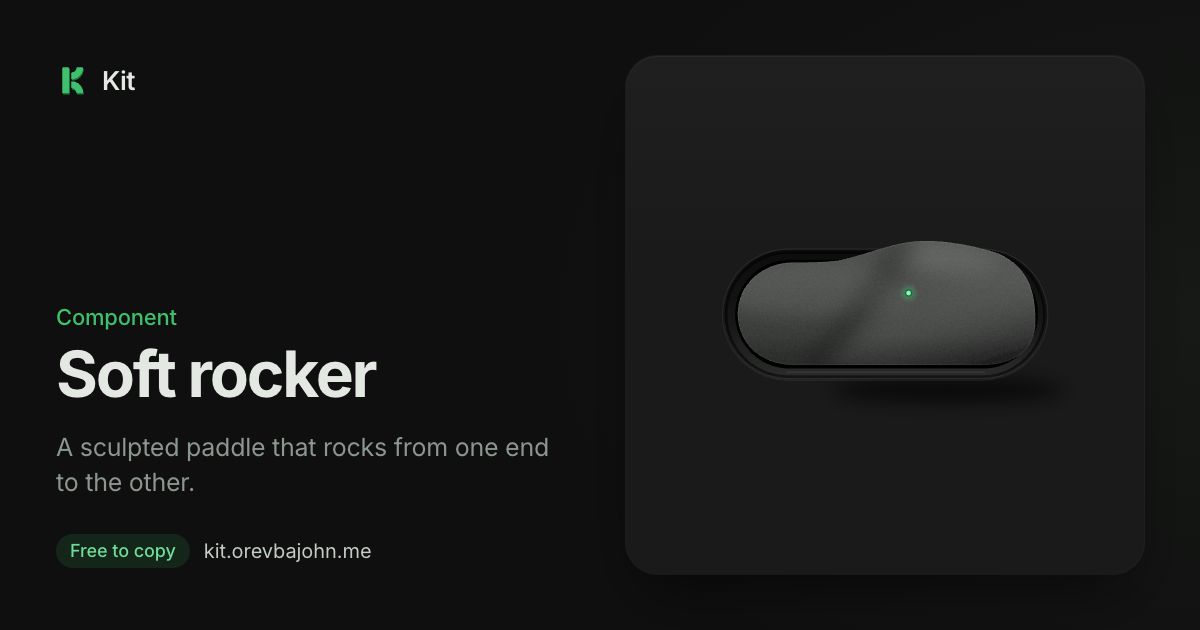 Kit
Component
Soft rocker
A sculpted paddle that rocks from one end
to the other.
Free to copy
kit.orevbajohn.me